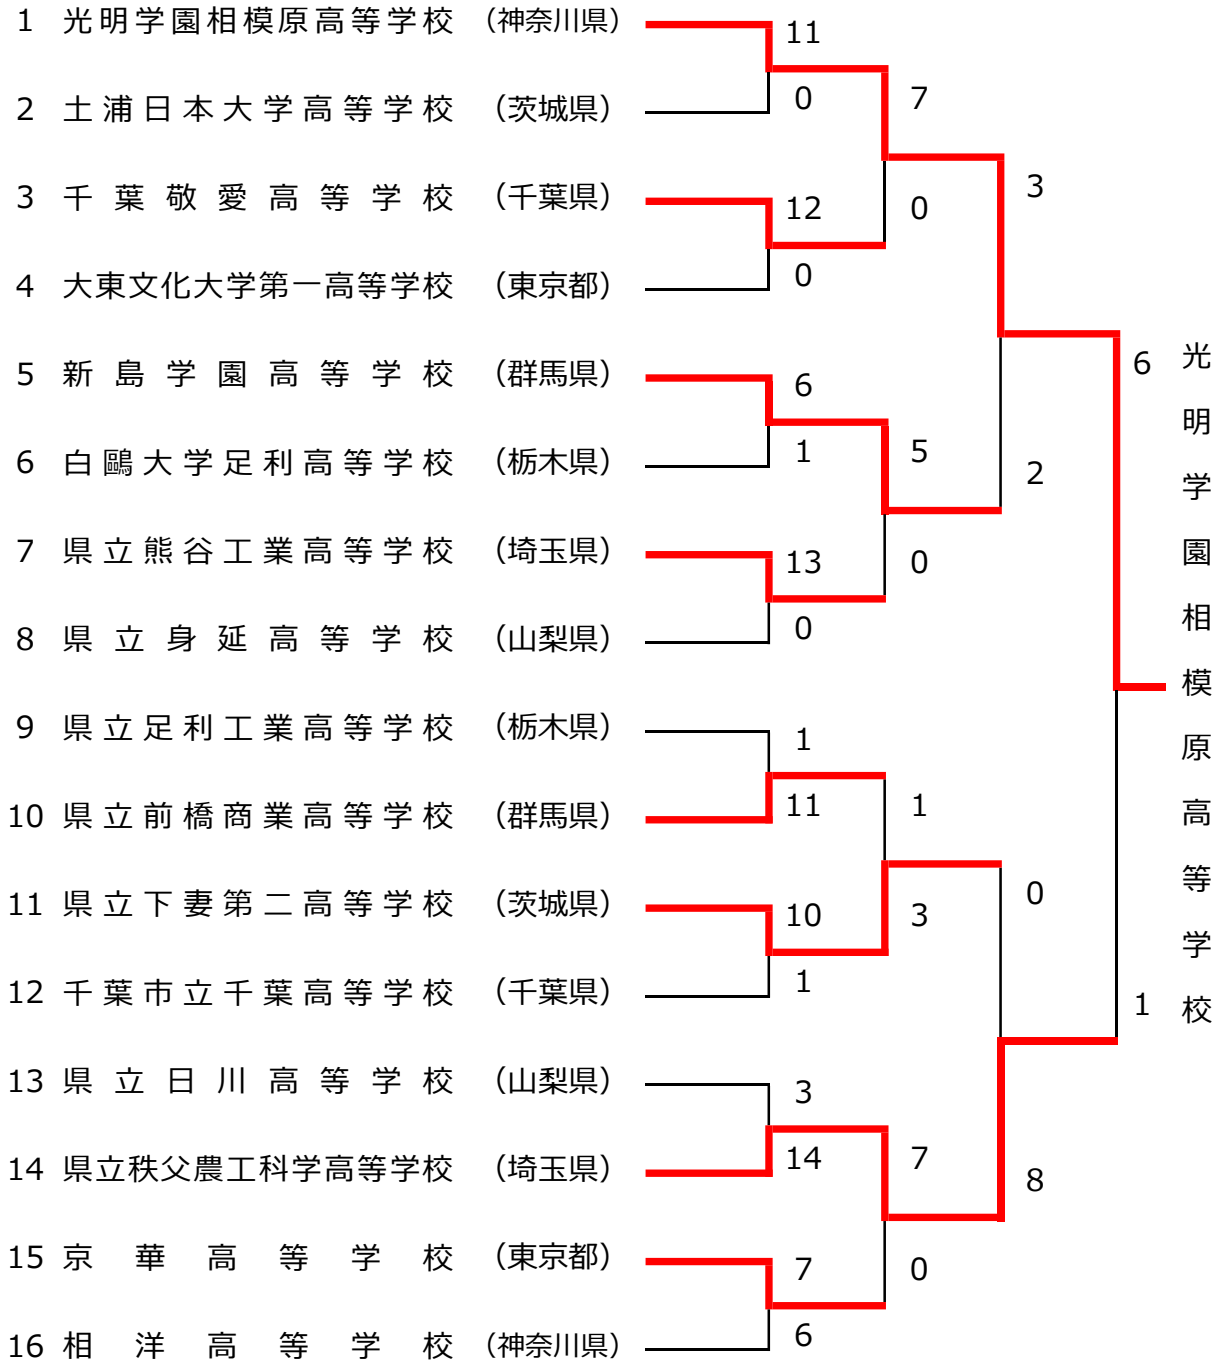 1 光明学園相模原高等学校 （神奈川県）
11
2 土浦日本大学高等学校 （茨城県）
0
7
3 千葉敬愛高等学校 （千葉県）
12
0
3
4 大東文化大学第一高等学校 （東京都）
0
5 新島学園高等学校 （群馬県）
6
6
6 白鷗大学足利高等学校 （栃木県）
1
5
2
7 県立熊谷工業高等学校 （埼玉県）
13
0
8 県立身延高等学校 （山梨県）
0
9 県立足利工業高等学校 （栃木県）
1
10 県立前橋商業高等学校 （群馬県）
11
1
11 県立下妻第二高等学校 （茨城県）
10
3
0
12 千葉市立千葉高等学校 （千葉県）
1
1
13 県立日川高等学校 （山梨県）
3
14 県立秩父農工科学高等学校 （埼玉県）
14
7
8
15 京華高等学校 （東京都）
7
0
16 相洋高等学校 （神奈川県）
6
光明学園相模原高等学校